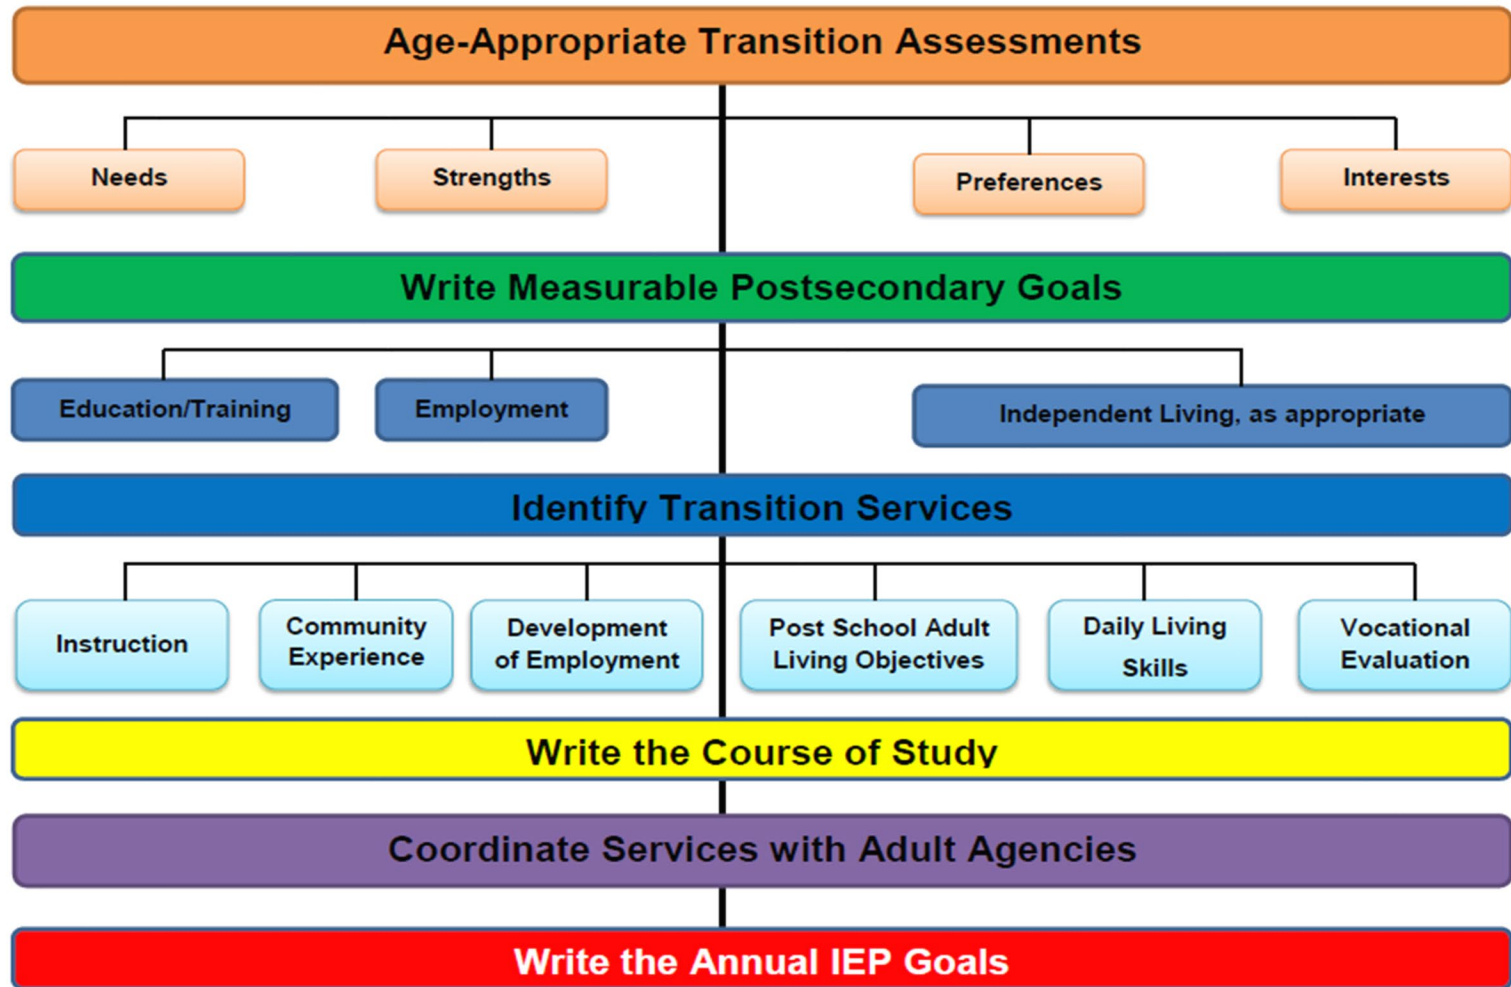 Age-Appropriate Transition Assessments
Needs
Strengths
Preferences
Interests
Write Measurable Postsecondary Goals
Education/Training
Employment
Independent Living, as appropriate
Identify Transition Services
Instruction
Community
Experience
Development
of Employment
Post School Adult
Living Objectives
Daily Living
Skills
Vocational
Evaluation
Write the Course of Study
Coordinate Services with Adult Agencies
Write the Annual IEP Goals